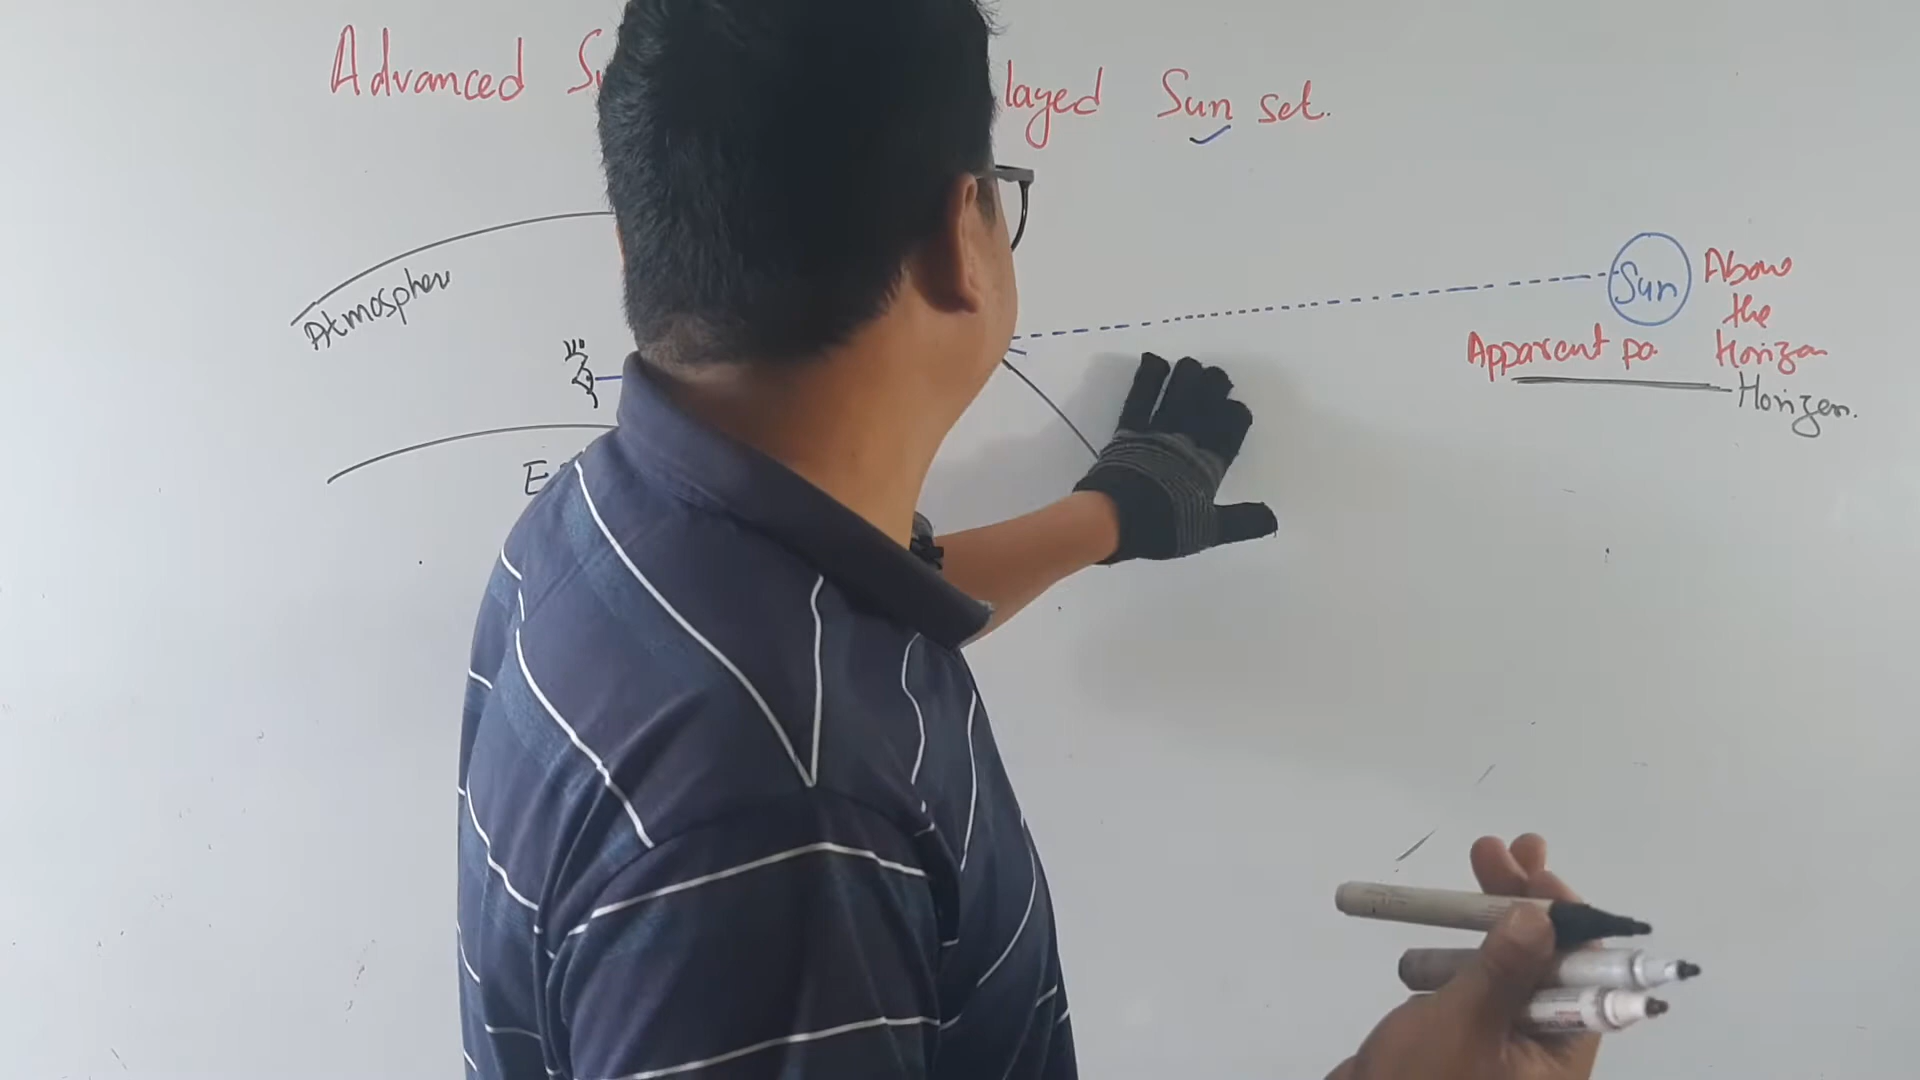 Advanced Su layed Sun set.
Atmospher
Sun
Above
the
Horizon
Apparent po.
Horizon.
E